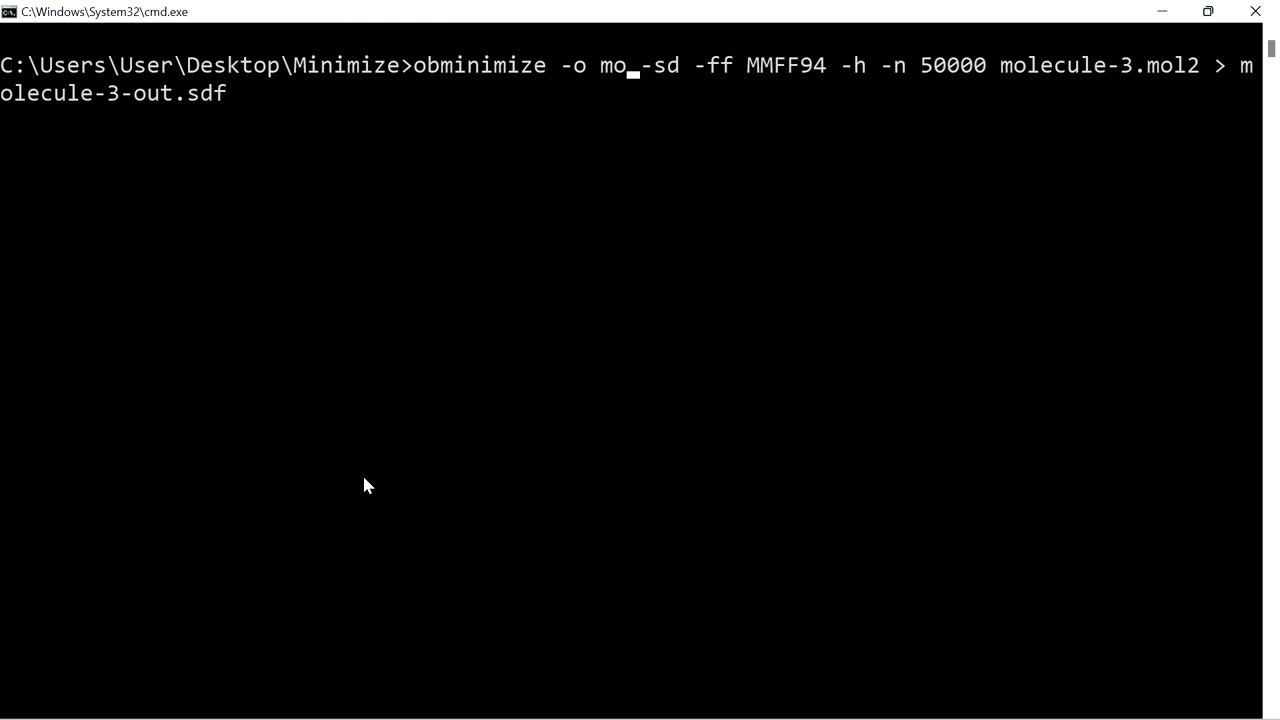 C:\Windows\System32\cmd.exe
C:\Users\User\Desktop\Minimize>obminimize -o mo -sd -ff MMFF94 -h -n 50000 molecule-3.mol2 > m
olecule-3-out.sdf